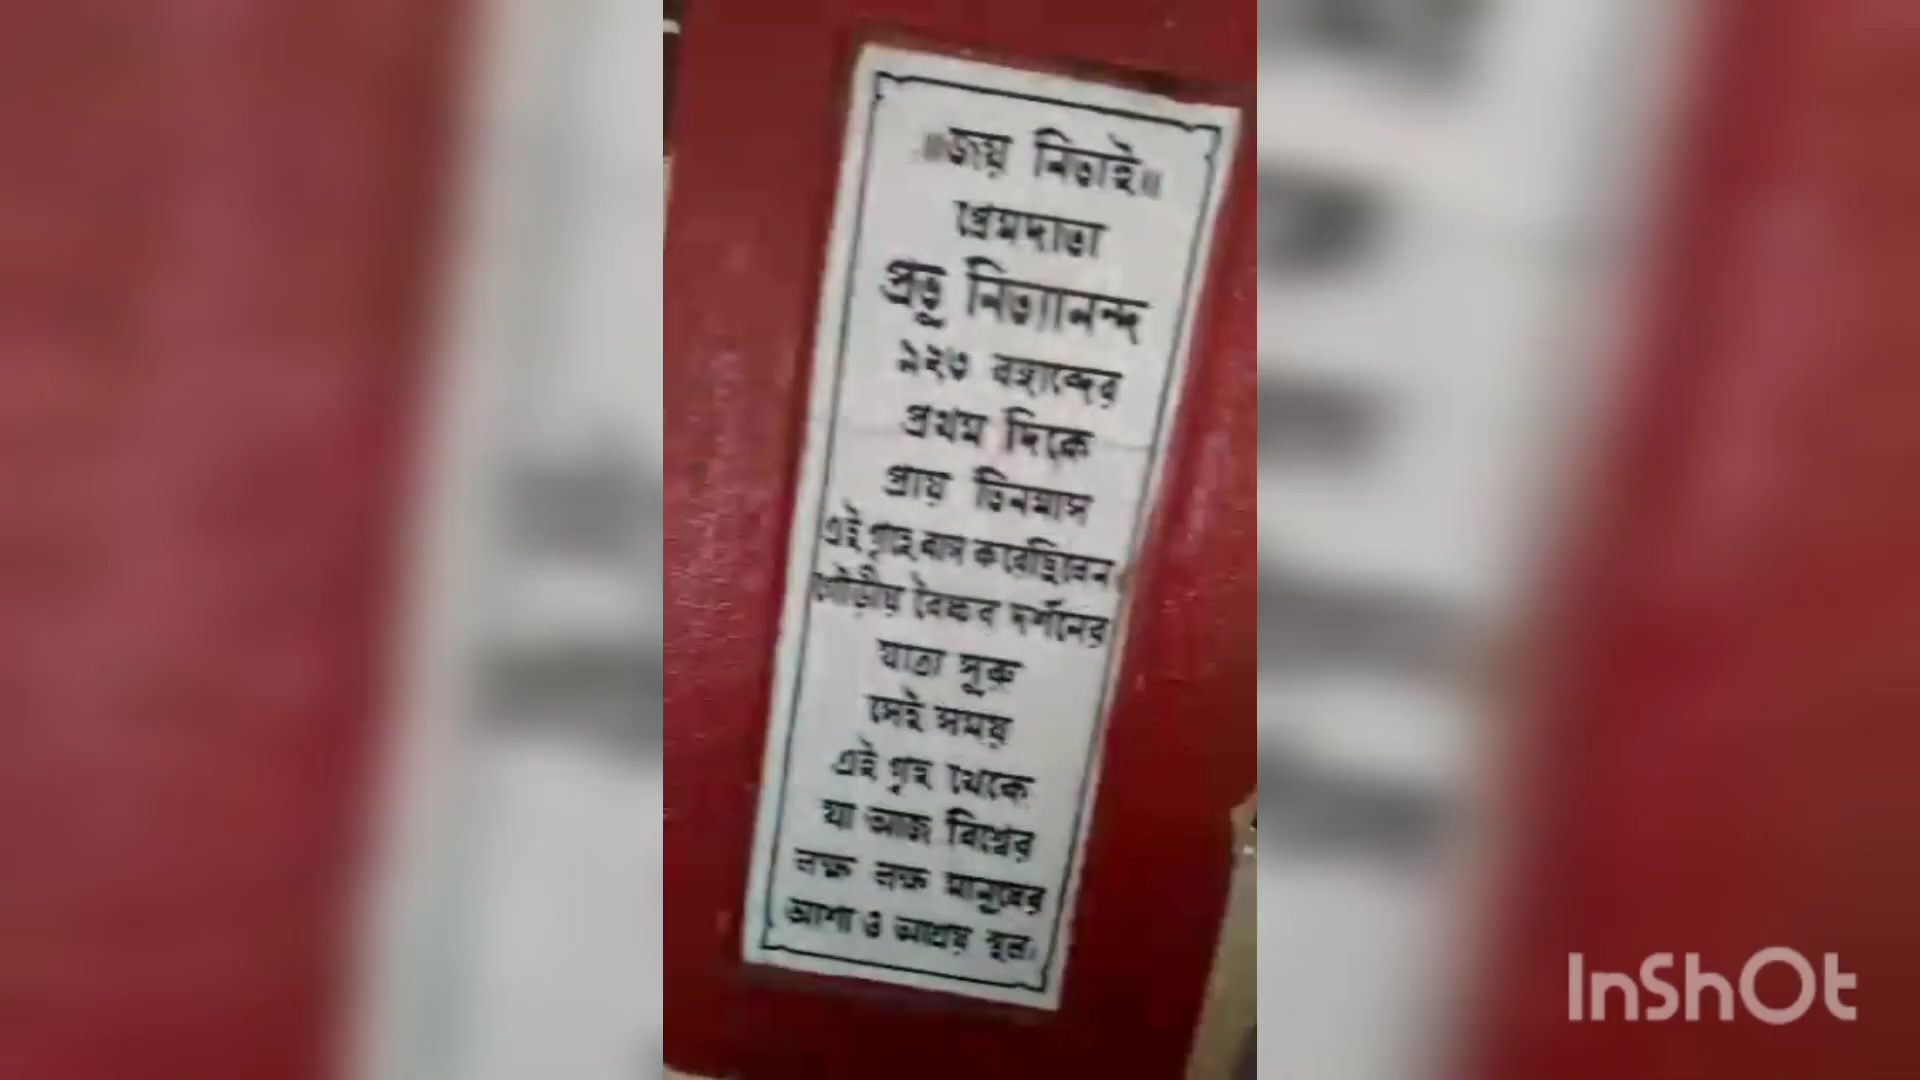 ॥জয় নিতাই॥
প্রেমদাতা
প্রভু নিত্যানন্দ
৯২৩ বঙ্গাব্দের
প্রথম দিকে
প্রায় তিনমাস
এই গৃহে বাস করেছিলেন।
গৌড়ীয় বৈষ্ণব দর্শনের
যাত্রা সুরু
সেই সময়
এই গৃহ থেকে
যা আজ বিশ্বের
লক্ষ লক্ষ মানুষের
আশা ও আশ্রয় স্থল।
InShOt